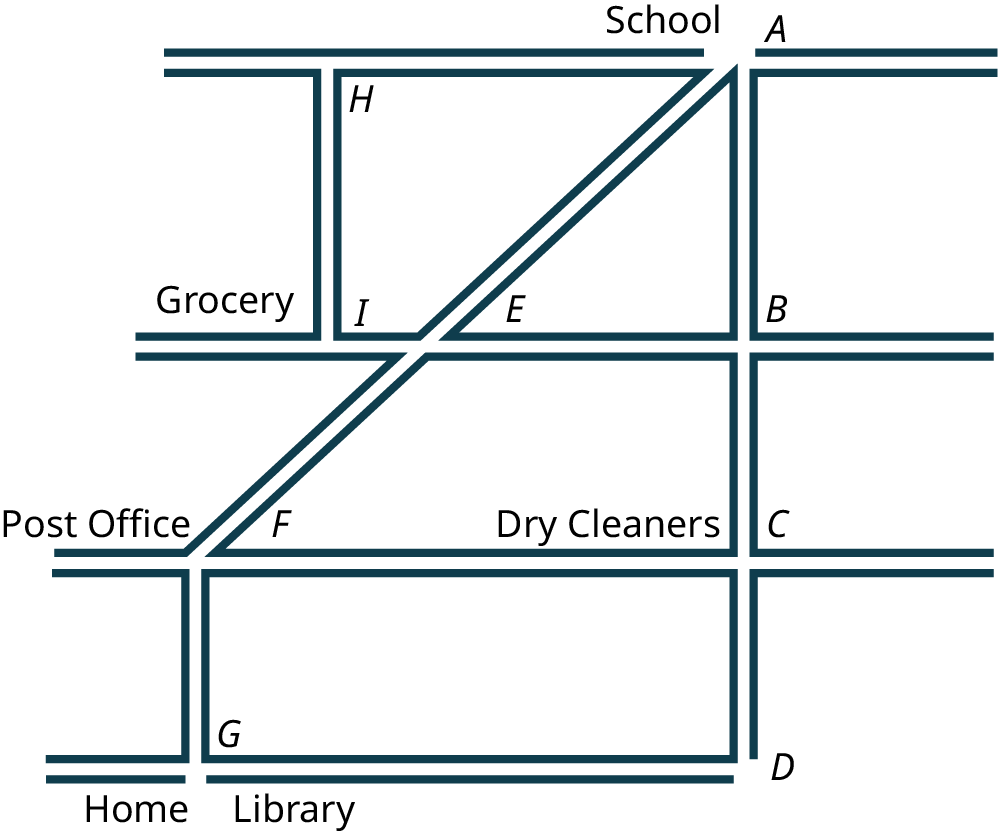 School
A
H
Grocery
I
E
B
Post Office
F
Dry Cleaners
C
G
D
Home
Library